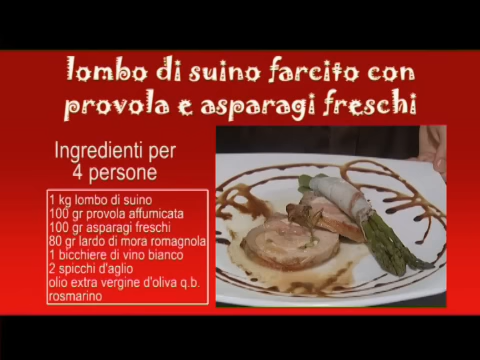 lombo di suino farcito con
provola e asparagi freschi
Ingredienti per
4 persone
1 kg lombo di suino
100 gr provola affumicata
100 gr asparagi freschi
80 gr lardo di mora romagnola
1 bicchiere di vino bianco
2 spicchi d'aglio
olio extra vergine d'oliva q.b.
rosmarino